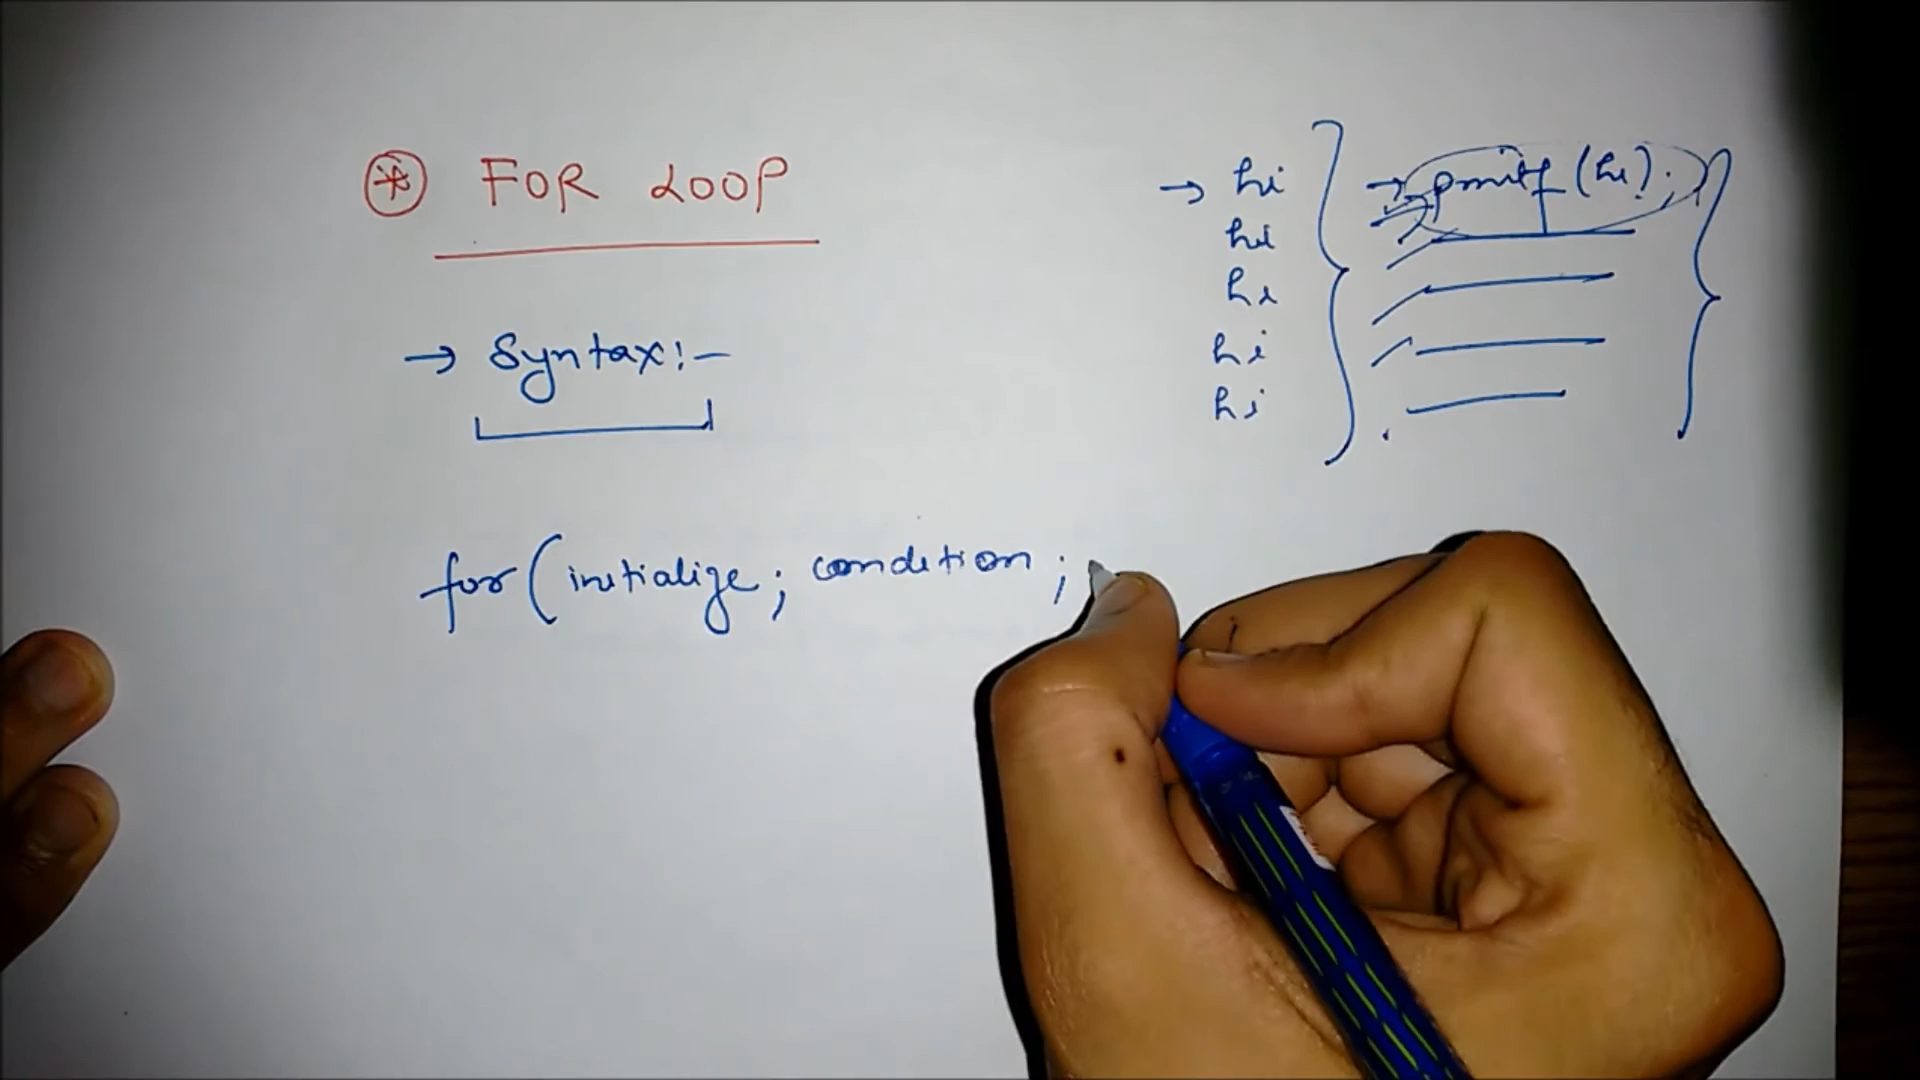 * FOR LOOP
→ Syntax:-
for (initialize; condition ;
→ hi
hi
hi
hi
hi
→ printf (hi).